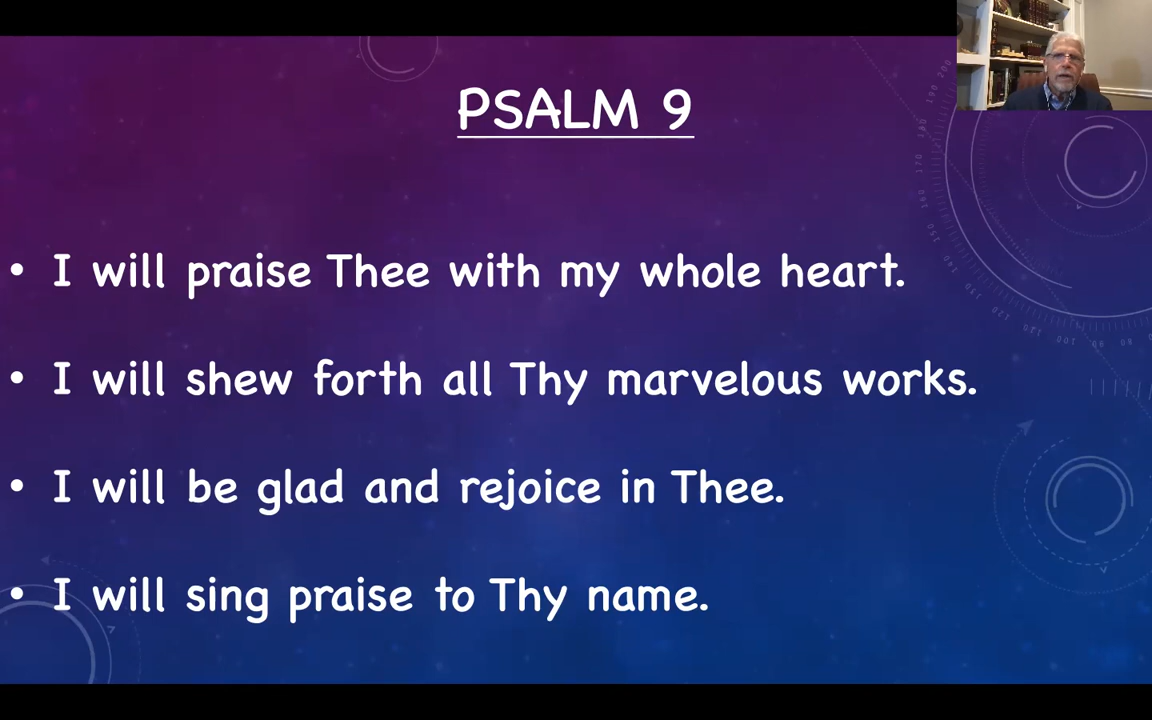 PSALM 9
• I will praise Thee with my whole heart.
• I will shew forth all Thy marvelous works.
• I will be glad and rejoice in Thee.
• I will sing praise to Thy name.